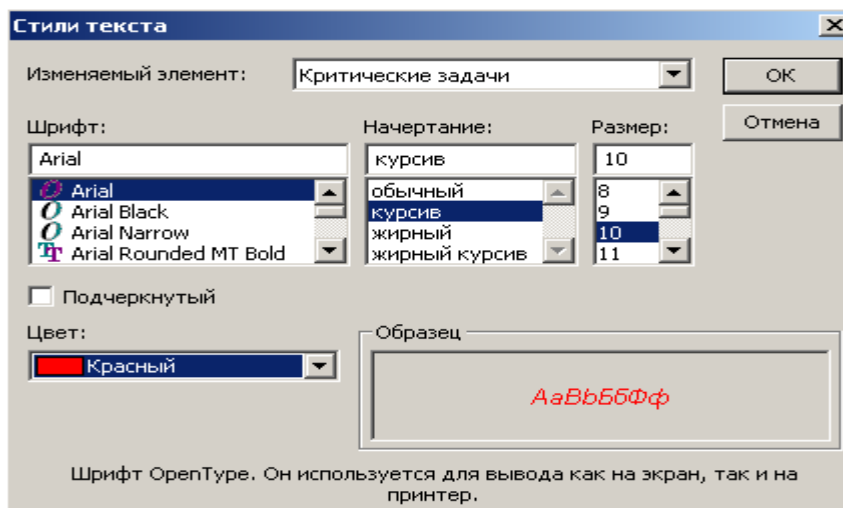 Стили текста
Изменяемый элемент:
Критические задачи
ОК
Отмена
Шрифт:
Начертание:
Размер:
Arial
курсив
10
Arial
Arial Black
Arial Narrow
Arial Rounded MT Bold
обычный
курсив
жирный
жирный курсив
8
9
10
11
Подчеркнутый
Цвет:
Красный
Образец
АаВbБбФф
Шрифт OpenType. Он используется для вывода как на экран, так и на
принтер.